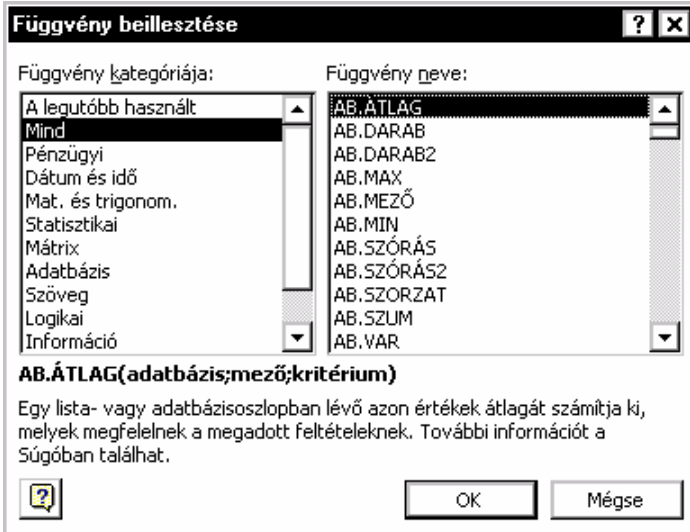 Függvény beillesztése
Függvény kategóriája:
A legutóbb használt
Mind
Pénzügyi
Dátum és idő
Mat. és trigonom.
Statisztikai
Mátrix
Adatbázis
Szöveg
Logikai
Információ
Függvény neve:
AB.ÁTLAG
AB.DARAB
AB.DARAB2
AB.MAX
AB.MEZŐ
AB.MIN
AB.SZÓRÁS
AB.SZÓRÁS2
AB.SZORZAT
AB.SZUM
AB.VAR
AB.ÁTLAG(adatbázis;mező;kritérium)
Egy lista- vagy adatbázisoszlopban lévő azon értékek átlagát számítja ki,
melyek megfelelnek a megadott feltételeknek. További információt a
Súgóban találhat.
OK Mégse